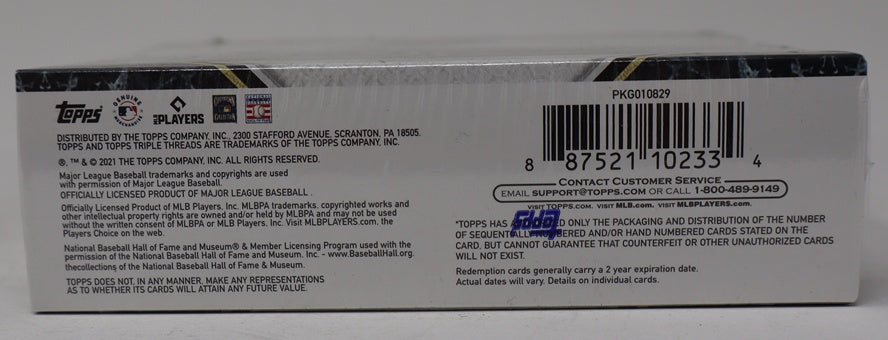 Topps
GENUINE
MERCHANDISE
MLB PLAYERS
DISTRIBUTED BY THE TOPPS COMPANY, INC., 2300 STAFFORD AVENUE, SCRANTON, PA 18505.
TOPPS AND TOPPS TRIPLE THREADS ARE TRADEMARKS OF THE TOPPS COMPANY, INC.
®, ™ & © 2021 THE TOPPS COMPANY, INC. ALL RIGHTS RESERVED.
Major League Baseball trademarks and copyrights are used
with permission of Major League Baseball.
OFFICIALLY LICENSED PRODUCT OF MAJOR LEAGUE BASEBALL.
Officially Licensed Product of MLB Players, Inc. MLBPA trademarks, copyrighted works and
other intellectual property rights are owned and/or held by MLBPA and may not be used
without the written consent of MLBPA or MLB Players, Inc. Visit MLBPLAYERS.com, the
Players Choice on the web.
National Baseball Hall of Fame and Museum® & Member Licensing Program used with the
permission of the National Baseball Hall of Fame and Museum. Inc. - www.BaseballHall.org.
thecollections of the National Baseball Hall of Fame & Museum.
TOPPS DOES NOT, IN ANY MANNER, MAKE ANY REPRESENTATIONS
AS TO WHETHER ITS CARDS WILL ATTAIN ANY FUTURE VALUE.
PKG010829
8 87521 10233 4
CONTACT CUSTOMER SERVICE
EMAIL SUPPORT@TOPPS.COM OR CALL 1-800-489-9149
VISIT TOPPS.COM VISIT MLB.COM VISIT MLBPLAYERS.COM
topps
*TOPPS HAS ONLY THE PACKAGING AND DISTRIBUTION OF THE NUMBER
OF SEQUENTIALLY NUMBERED AND/OR HAND NUMBERED CARDS STATED ON THE
CARD, BUT CANNOT GUARANTEE THAT COUNTERFEIT OR OTHER UNAUTHORIZED CARDS
WILL NOT EXIST.
Redemption cards generally carry a 2 year expiration date.
Actual dates will vary. Details on individual cards.